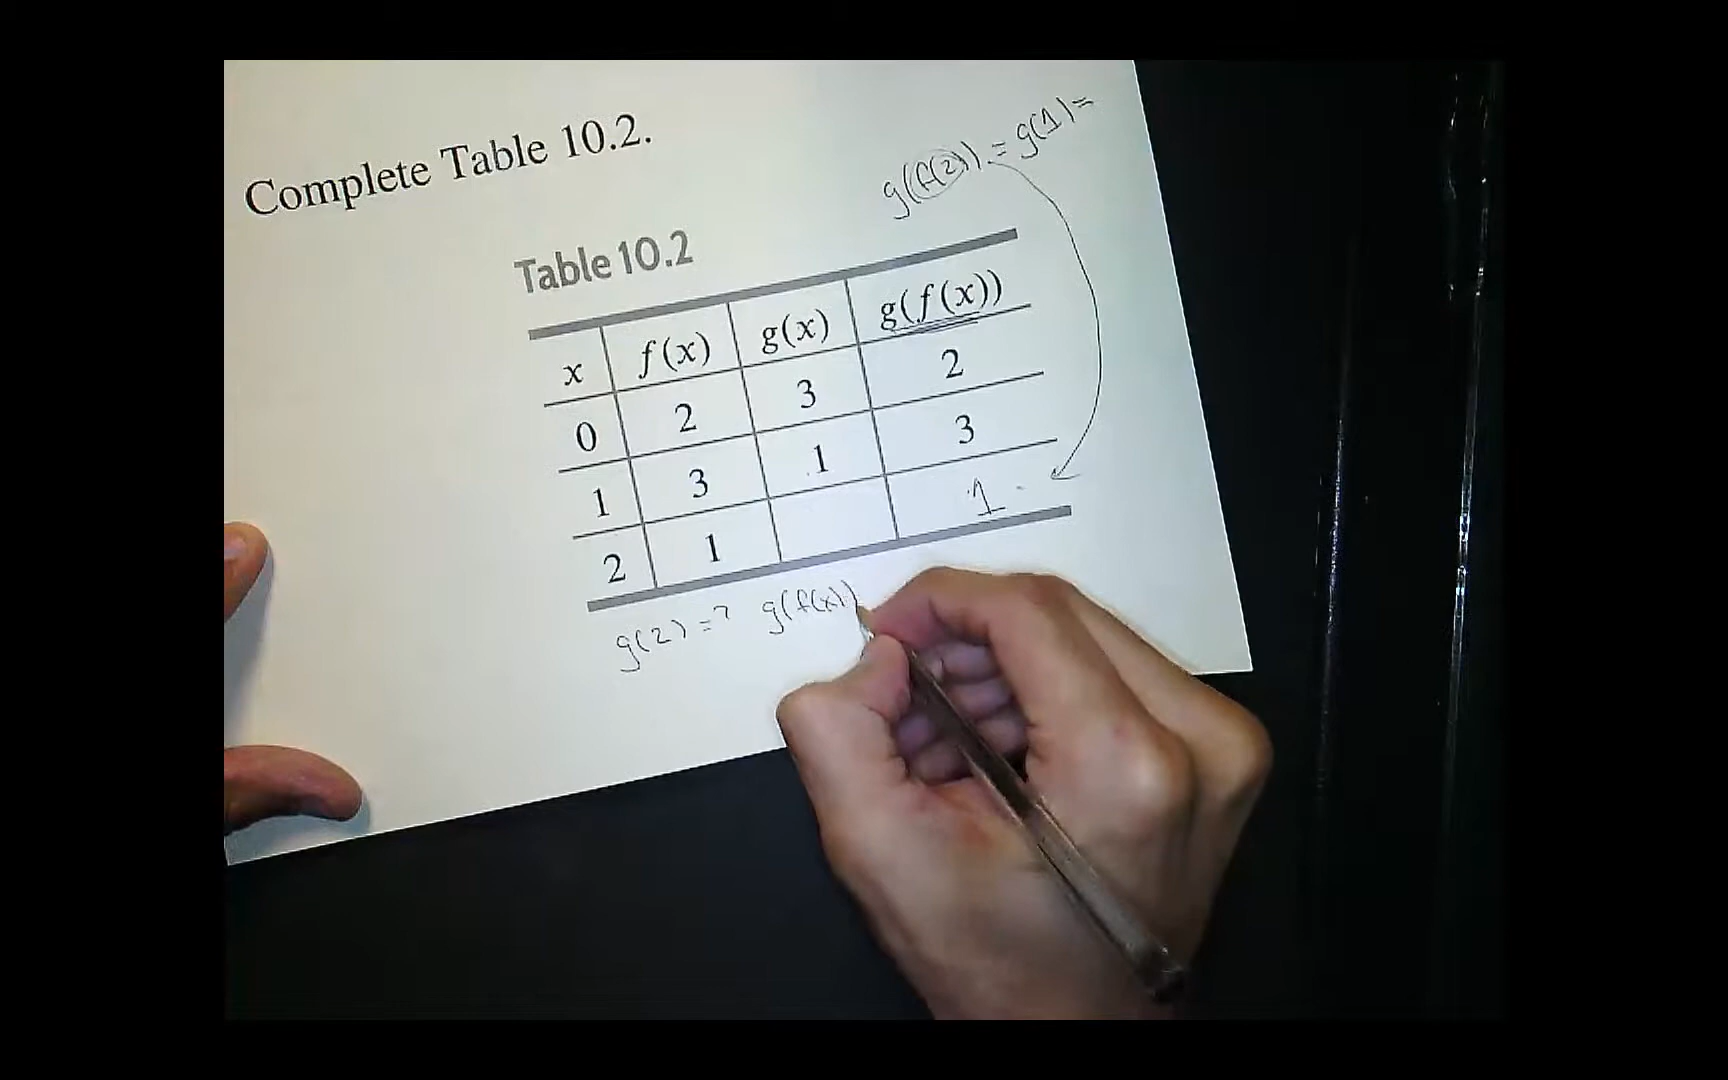 Complete Table 10.2.
g(f(2)) = g(1) =
Table 10.2
x f(x) g(x) g(f(x))
0 2 3 2
1 3 1 3
2 1 1
g(2) = ? g(f(x))